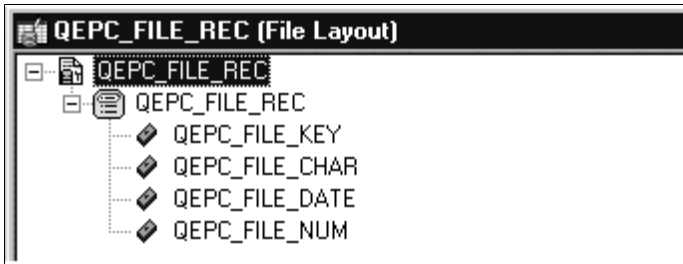 QEPC_FILE_REC (File Layout)
QEPC_FILE_REC
QEPC_FILE_REC
QEPC_FILE_KEY
QEPC_FILE_CHAR
QEPC_FILE_DATE
QEPC_FILE_NUM